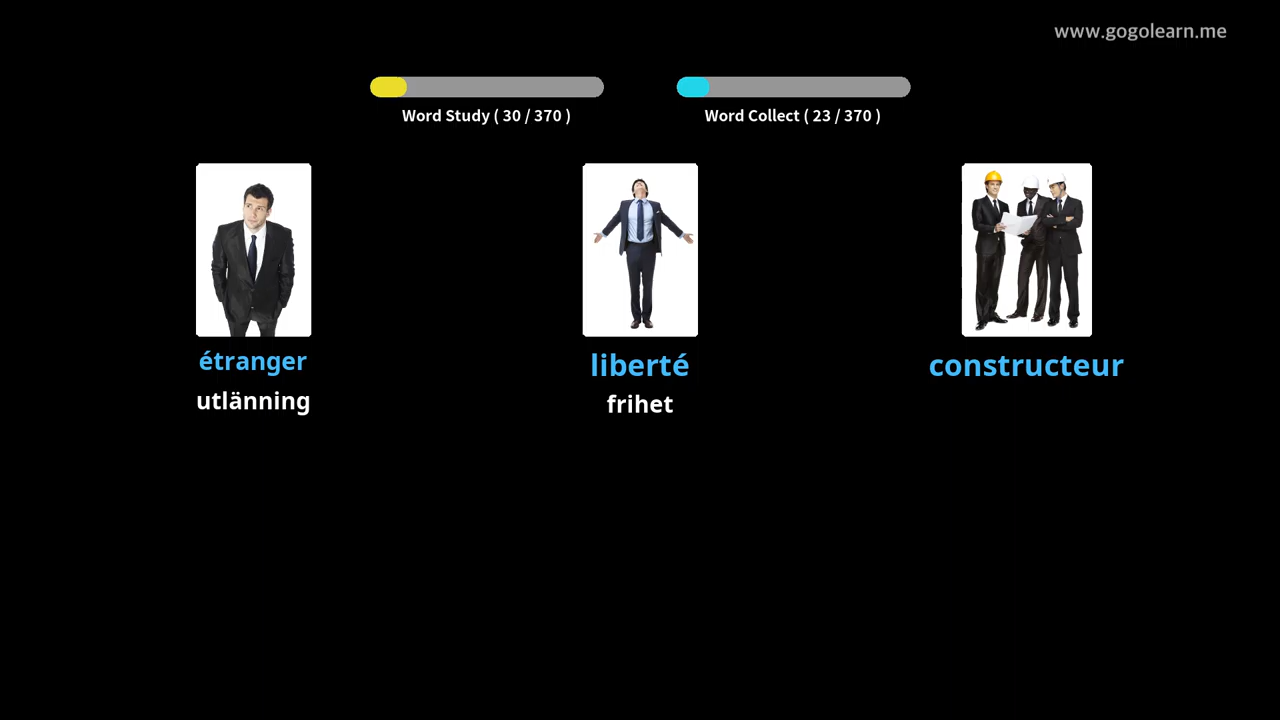 www.gogolearn.me
Word Study ( 30 / 370 )
Word Collect ( 23 / 370 )
étranger
utlänning
liberté
frihet
constructeur